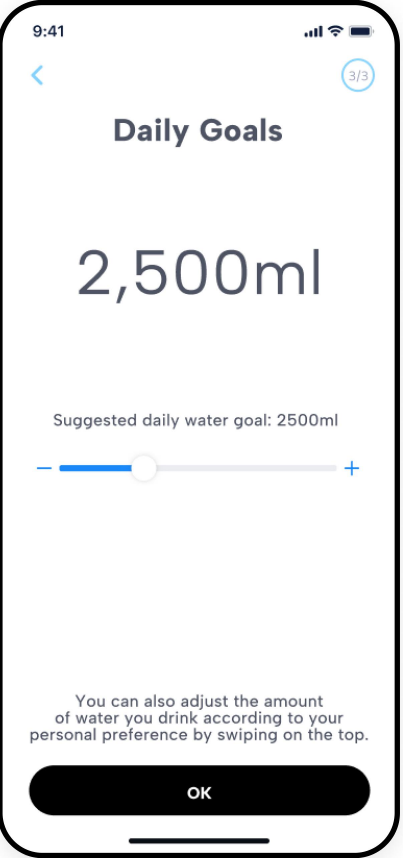 9:41
3/3
Daily Goals
2,500ml
Suggested daily water goal: 2500ml
− +
You can also adjust the amount
of water you drink according to your
personal preference by swiping on the top.
OK